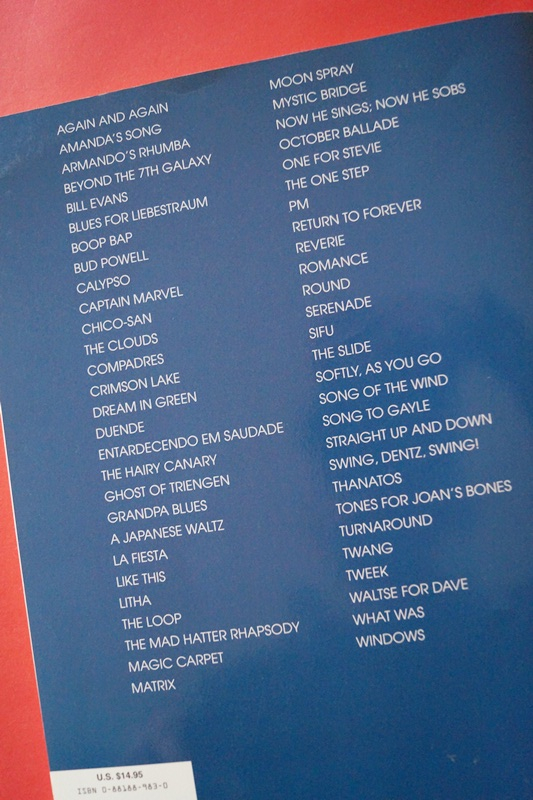 AGAIN AND AGAIN
AMANDA'S SONG
ARMANDO'S RHUMBA
BEYOND THE 7TH GALAXY
BILL EVANS
BLUES FOR LIEBESTRAUM
BOOP BAP
BUD POWELL
CALYPSO
CAPTAIN MARVEL
CHICO-SAN
THE CLOUDS
COMPADRES
CRIMSON LAKE
DREAM IN GREEN
DUENDE
ENTARDECENDO EM SAUDADE
THE HAIRY CANARY
GHOST OF TRIENGEN
GRANDPA BLUES
A JAPANESE WALTZ
LA FIESTA
LIKE THIS
LITHA
THE LOOP
THE MAD HATTER RHAPSODY
MAGIC CARPET
MATRIX
MOON SPRAY
MYSTIC BRIDGE
NOW HE SINGS; NOW HE SOBS
OCTOBER BALLADE
ONE FOR STEVIE
THE ONE STEP
PM
RETURN TO FOREVER
REVERIE
ROMANCE
ROUND
SERENADE
SIFU
THE SLIDE
SOFTLY, AS YOU GO
SONG OF THE WIND
SONG TO GAYLE
STRAIGHT UP AND DOWN
SWING, DENTZ, SWING!
THANATOS
TONES FOR JOAN'S BONES
TURNAROUND
TWANG
TWEEK
WALTSE FOR DAVE
WHAT WAS
WINDOWS
U.S. $14.95
ISBN 0-88188-983-0